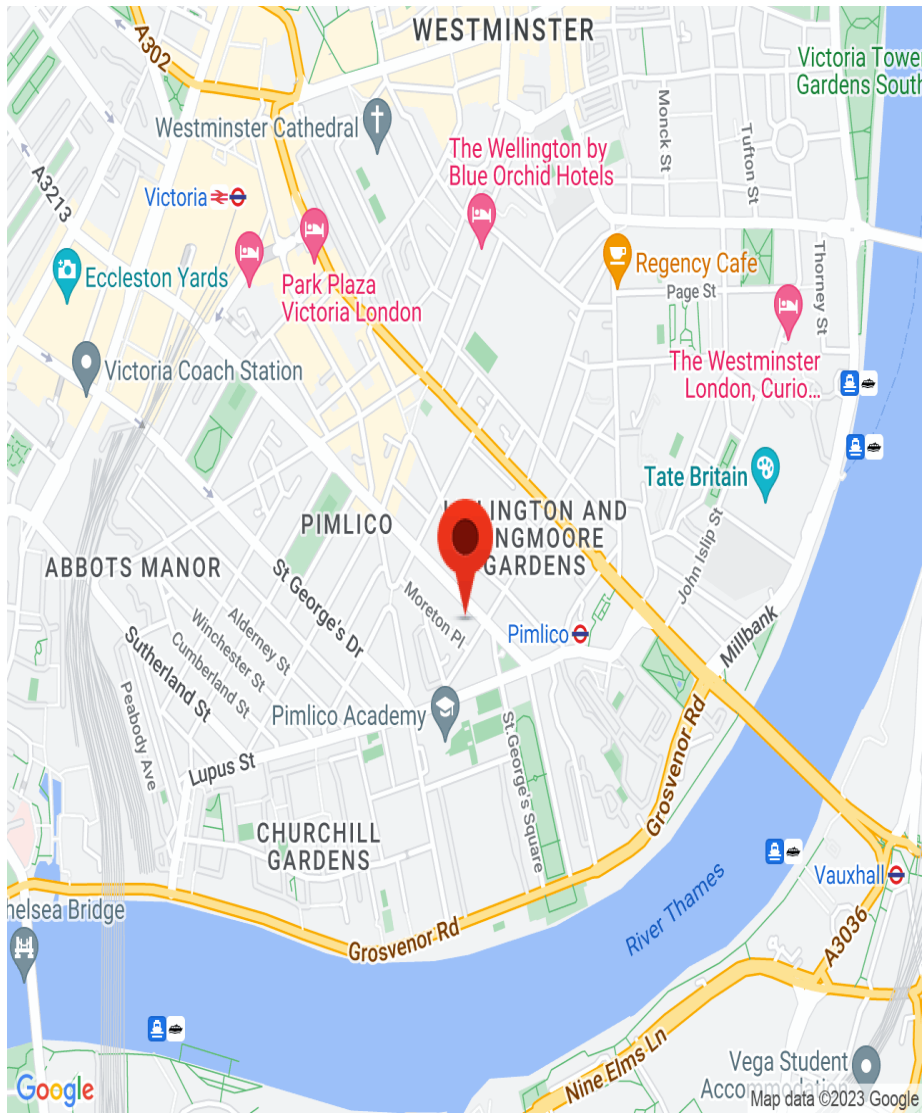 WESTMINSTER
A302
Victoria Towe
Gardens South
Westminster Cathedral
Monck St
Tufton St
The Wellington by
Blue Orchid Hotels
A3213
Victoria
Thorney St
Regency Cafe
Eccleston Yards
Park Plaza
Victoria London
Page St
The Westminster
London, Curio...
Victoria Coach Station
Tate Britain
PIMLICO
INGTON AND
NGMOORE
GARDENS
ABBOTS MANOR
John Islip St
St George's Dr
Moreton Pl
Alderney St
Winchester St
Cumberland St
Sutherland St
Pimlico
Millbank
Peabody Ave
Pimlico Academy
St.George's Square
Grosvenor Rd
Lupus St
CHURCHILL
GARDENS
Vauxhall
River Thames
helsea Bridge
Grosvenor Rd
A3036
Nine Elms Ln
Vega Student
Accommodation
Google
Map data ©2023 Google